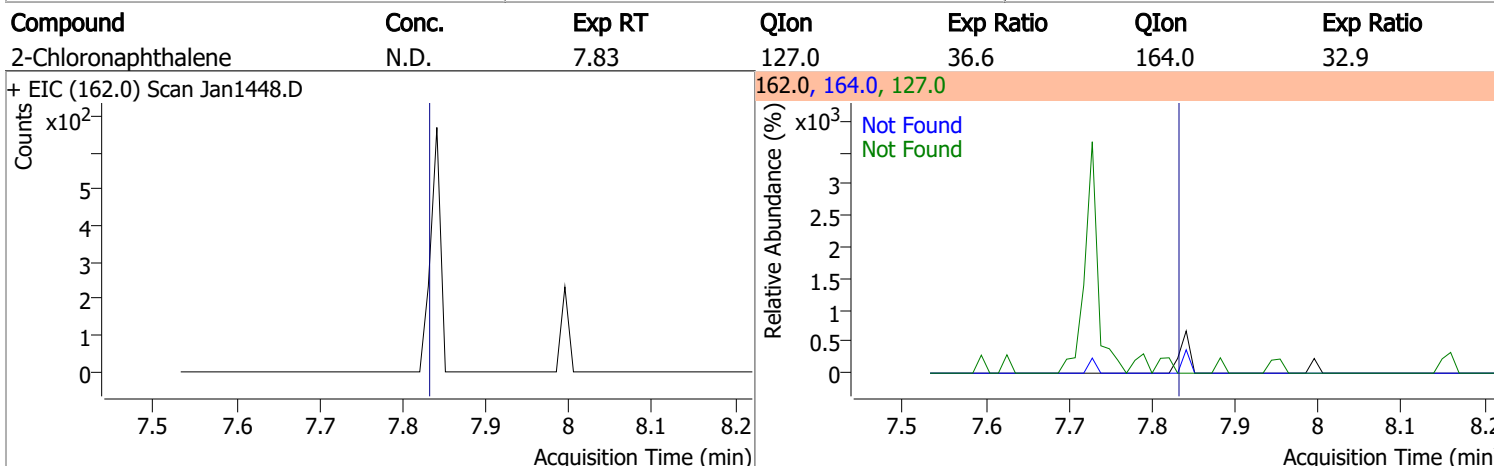 Compound Conc. Exp RT QIon Exp Ratio QIon Exp Ratio
2-Chloronaphthalene N.D. 7.83 127.0 36.6 164.0 32.9
+ EIC (162.0) Scan Jan1448.D
Counts
x10²
5
4
3
2
1
0
7.5 7.6 7.7 7.8 7.9 8 8.1 8.2
Acquisition Time (min)
162.0, 164.0, 127.0
Relative Abundance (%)
x10³
Not Found
Not Found
3
2.5
2
1.5
1
0.5
0
7.5 7.6 7.7 7.8 7.9 8 8.1 8.2
Acquisition Time (min)